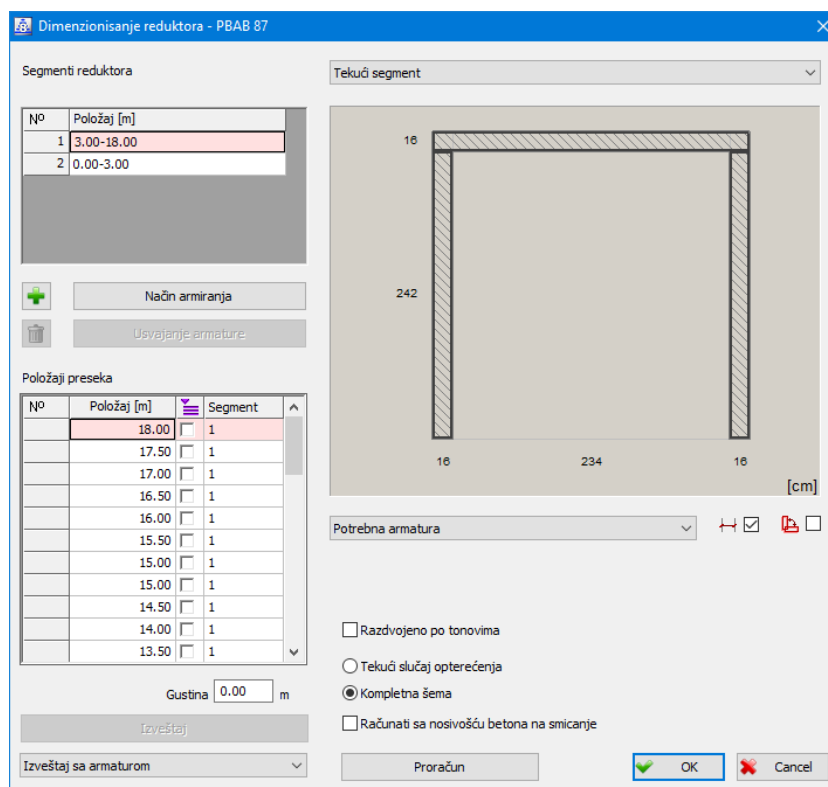 Dimenzionisanje reduktora - PBAB 87
Segmenti reduktora
Tekući segment
Nº Položaj [m]
1 3.00-18.00
2 0.00-3.00
16
242
16 234 16
[cm]
Način armiranja
Usvajanje armature
Položaji preseka
Nº Položaj [m] Segment
18.00 1
17.50 1
17.00 1
16.50 1
16.00 1
15.50 1
15.00 1
15.00 1
14.50 1
14.00 1
13.50 1
Potrebna armatura
Razdvojeno po tonovima
Tekući slučaj opterećenja
Kompletna šema
Računati sa nosivošću betona na smicanje
Gustina 0.00 m
Izveštaj
Izveštaj sa armaturom
Proračun
OK
Cancel